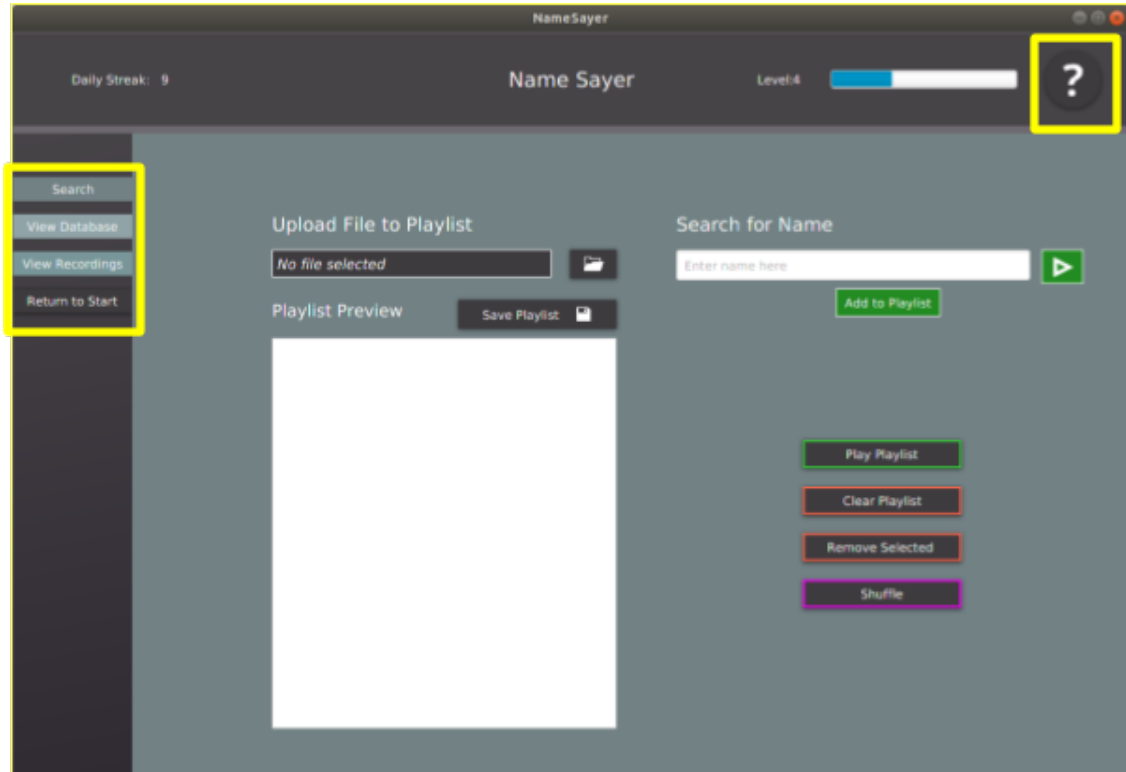 NameSayer
Daily Streak: 9
Name Sayer
Level:4
?
Search
View Database
View Recordings
Return to Start
Upload File to Playlist
No file selected
Playlist Preview
Save Playlist
Search for Name
Enter name here
Add to Playlist
Play Playlist
Clear Playlist
Remove Selected
Shuffle